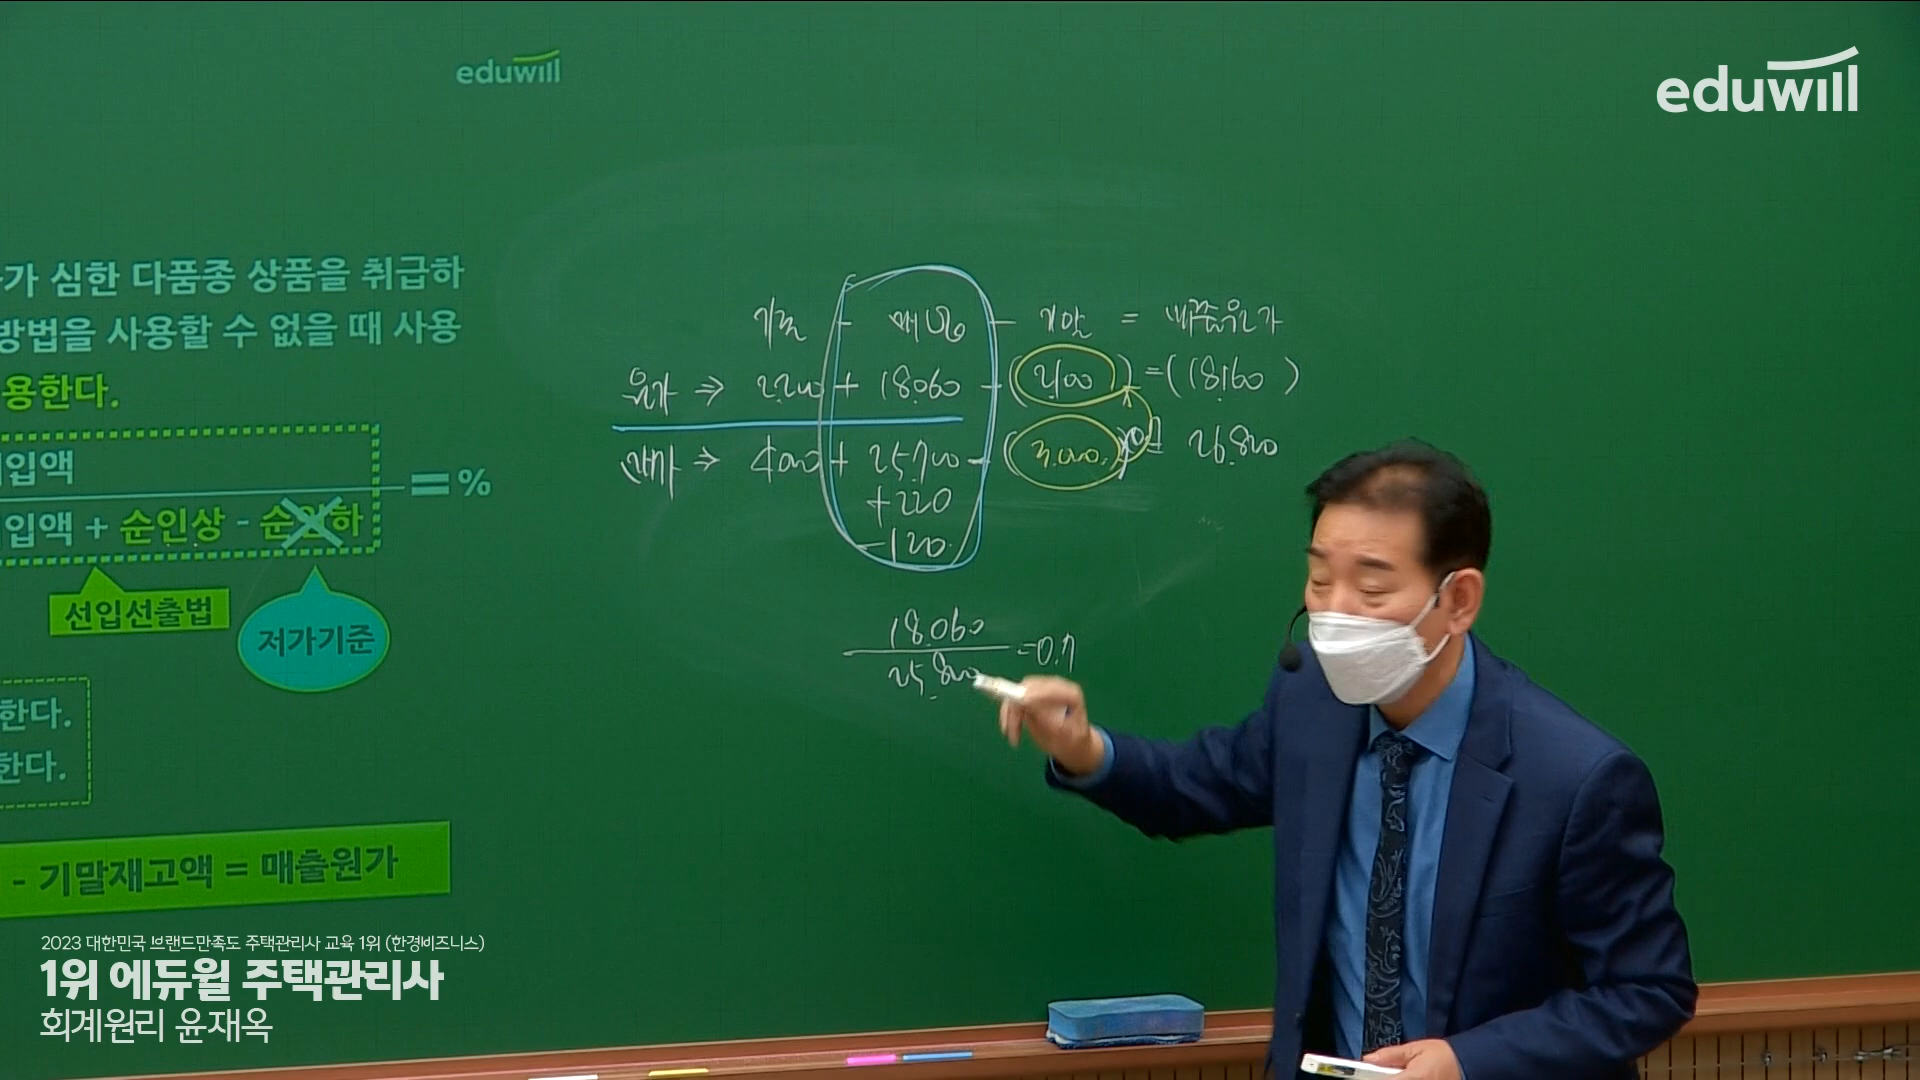 eduwill
eduwill
가 심한 다품종 상품을 취급하
방법을 사용할 수 없을 때 사용
용한다.
입액
입액 + 순인상 - 순인하 = %
선입선출법
저가기준
한다.
한다.
- 기말재고액 = 매출원가
기초 + 매입 - 기말 = 매출원가
원가 ⇒ 2.200 + 18.060 - (2,100) = (18,160)
매가 ⇒ 4,000 + 25.700 - (3.000) = 26.800
+220
-120
18.060
25.800
=0.7
2023 대한민국 브랜드만족도 주택관리사 교육 1위 (한경비즈니스)
1위 에듀윌 주택관리사
회계원리 윤재옥